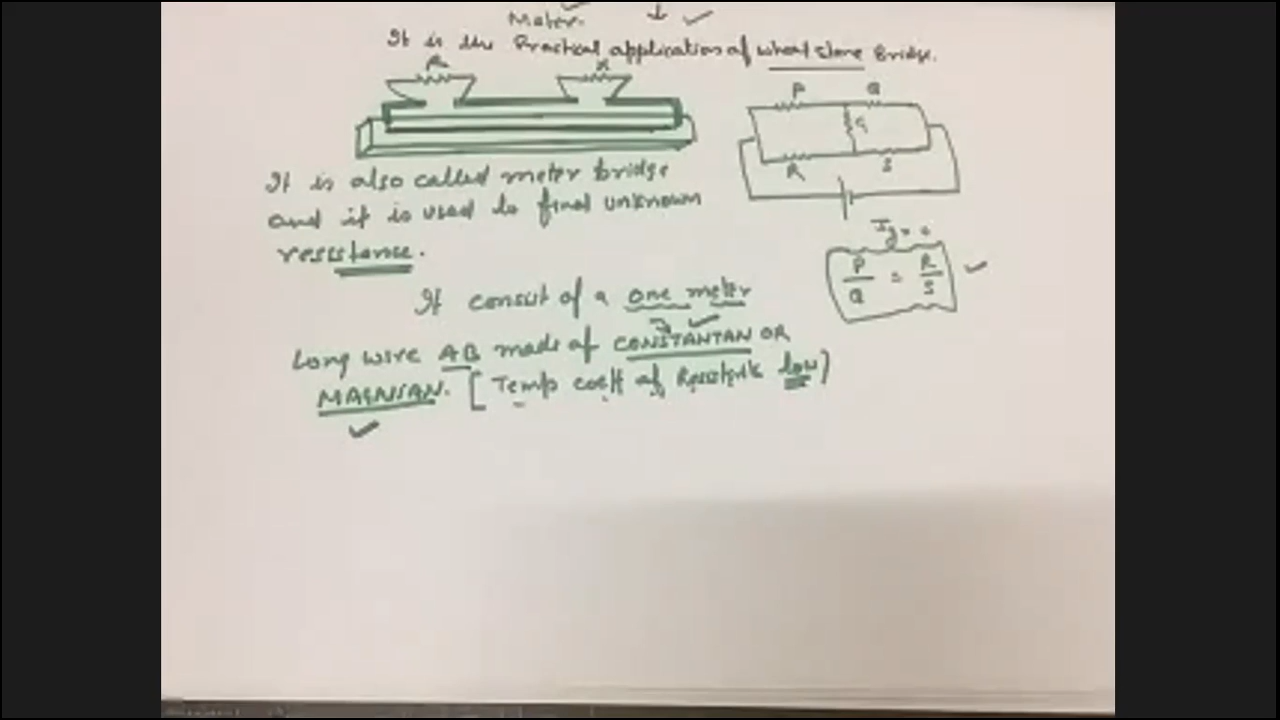 Meter.
It is the Practical application of wheat stone Bridge.
R X
P Q
G
R S
It is also called meter bridge
and it is used to find unknown
resistance.
Ig = 0
P/Q = R/S
It consist of a one meter
Long wire AB made of CONSTANTAN OR
MAGNIAN. [Temp coeff of Resistivity low)